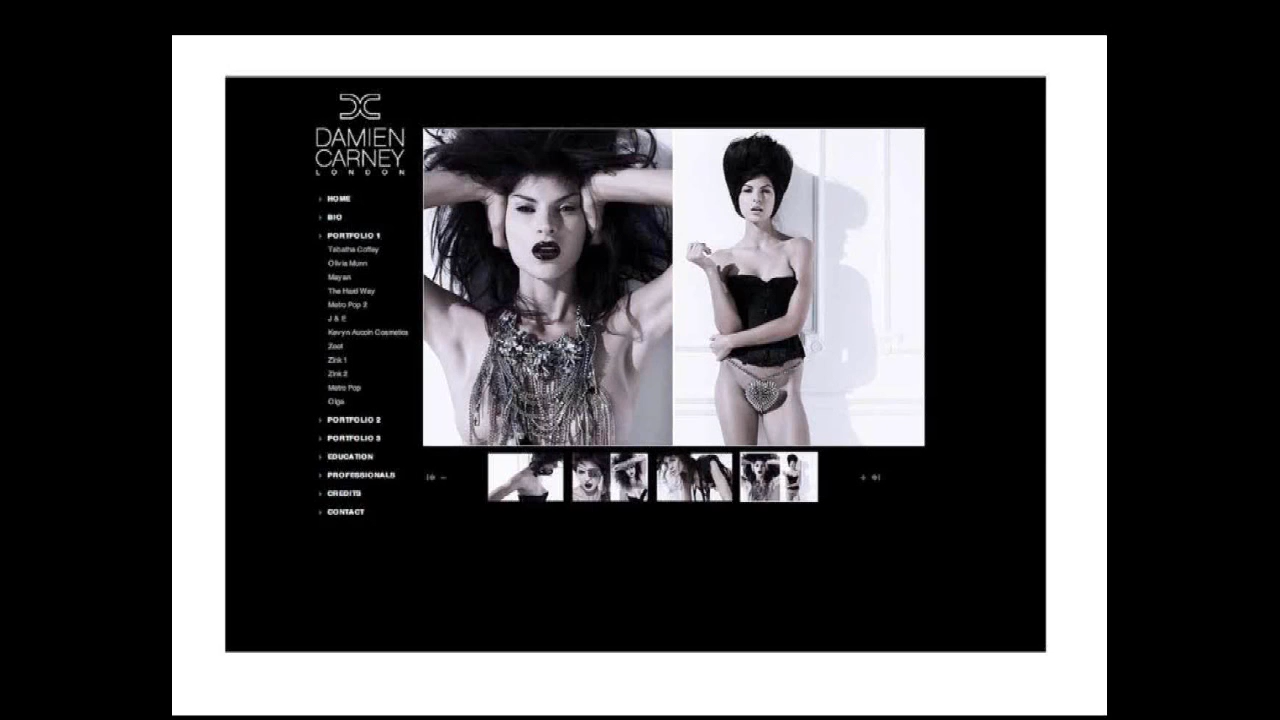 DAMIEN
CARNEY
LONDON
HOME
BIO
PORTFOLIO 1
Tabatha Coffey
Olivia Munn
Mayan
The Heid Way
Metro Pop 2
J & E
Kevyn Aucoin Cosmetics
Zoot
Zink 1
Zink 2
Metro Pop
Olga
PORTFOLIO 2
PORTFOLIO 3
EDUCATION
PROFESSIONALS
CREDITS
CONTACT